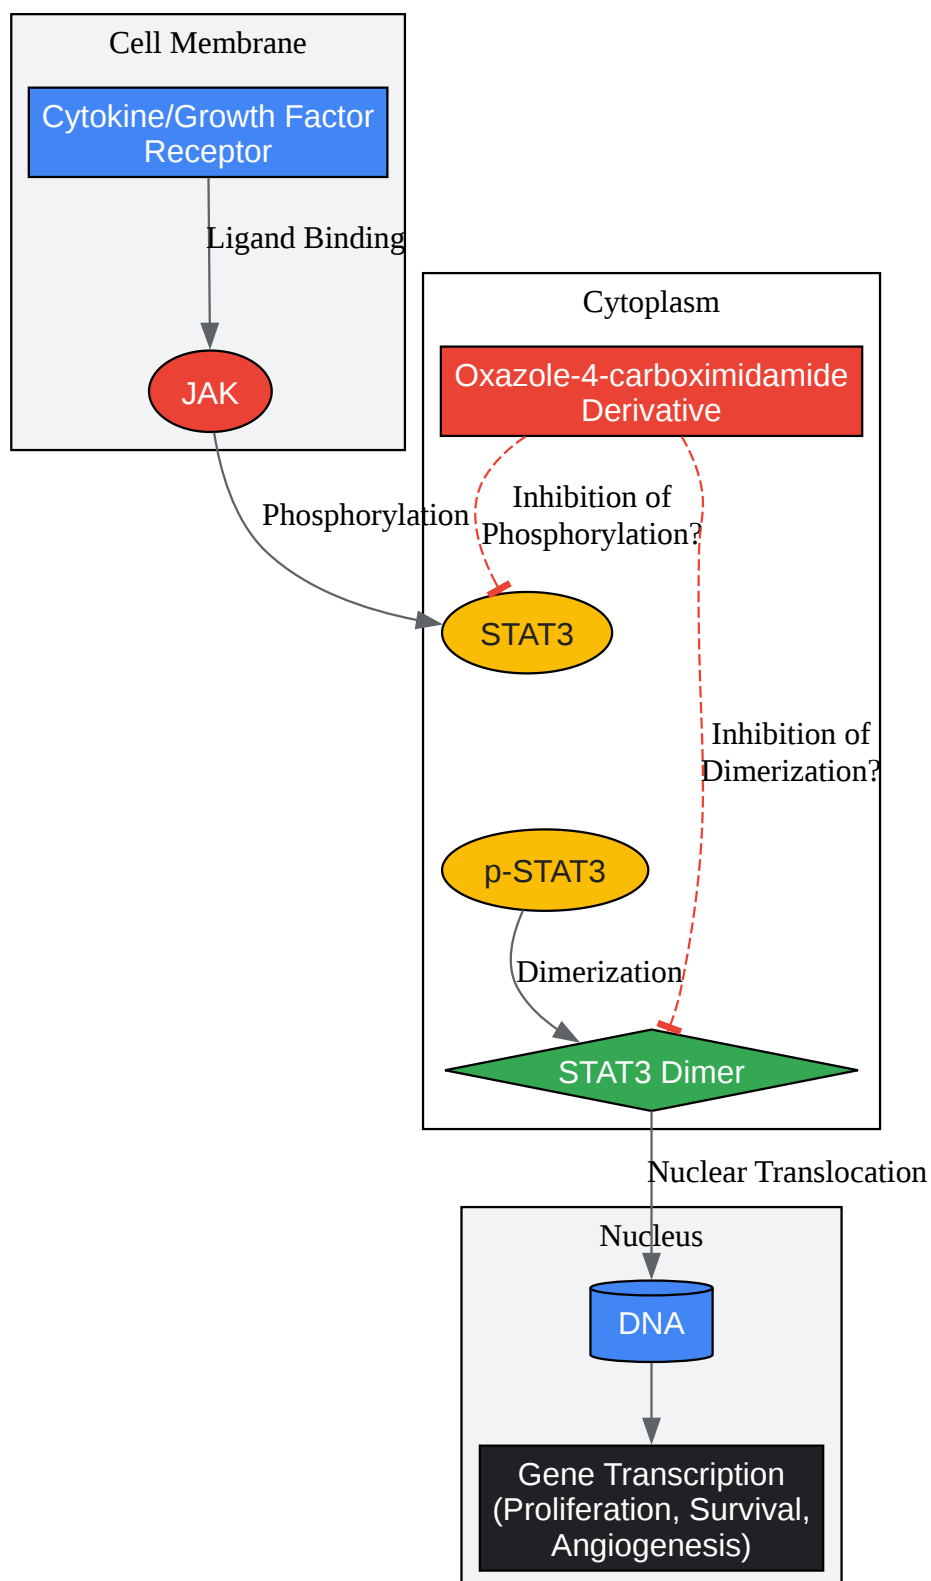 Cell Membrane
Cytokine/Growth Factor
Receptor
Ligand Binding
JAK
Cytoplasm
Oxazole-4-carboximidamide
Derivative
Phosphorylation
Inhibition of
Phosphorylation?
STAT3
Inhibition of
Dimerization?
p-STAT3
Dimerization
STAT3 Dimer
Nuclear Translocation
Nucleus
DNA
Gene Transcription
(Proliferation, Survival,
Angiogenesis)